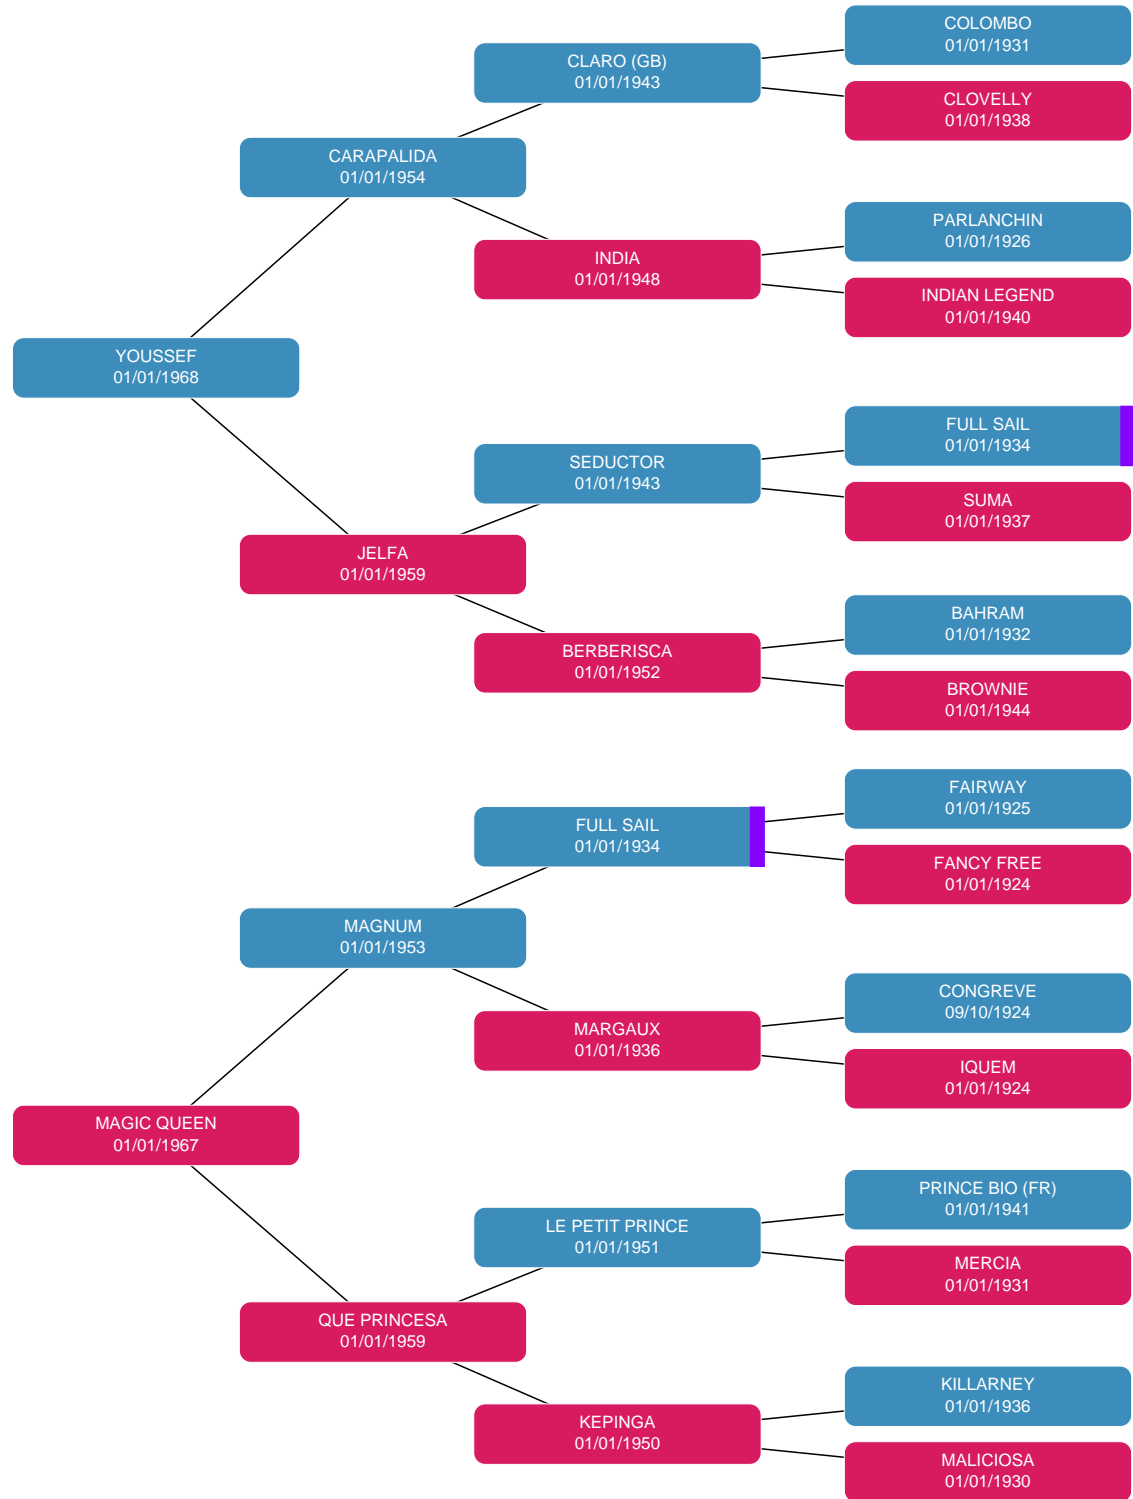 COLOMBO
01/01/1931
CLARO (GB)
01/01/1943
CLOVELLY
01/01/1938
CARAPALIDA
01/01/1954
PARLANCHIN
01/01/1926
INDIA
01/01/1948
INDIAN LEGEND
01/01/1940
YOUSSEF
01/01/1968
FULL SAIL
01/01/1934
SEDUCTOR
01/01/1943
SUMA
01/01/1937
JELFA
01/01/1959
BAHRAM
01/01/1932
BERBERISCA
01/01/1952
BROWNIE
01/01/1944
FAIRWAY
01/01/1925
FULL SAIL
01/01/1934
FANCY FREE
01/01/1924
MAGNUM
01/01/1953
CONGREVE
09/10/1924
MARGAUX
01/01/1936
IQUEM
01/01/1924
MAGIC QUEEN
01/01/1967
PRINCE BIO (FR)
01/01/1941
LE PETIT PRINCE
01/01/1951
MERCIA
01/01/1931
QUE PRINCESA
01/01/1959
KILLARNEY
01/01/1936
KEPINGA
01/01/1950
MALICIOSA
01/01/1930